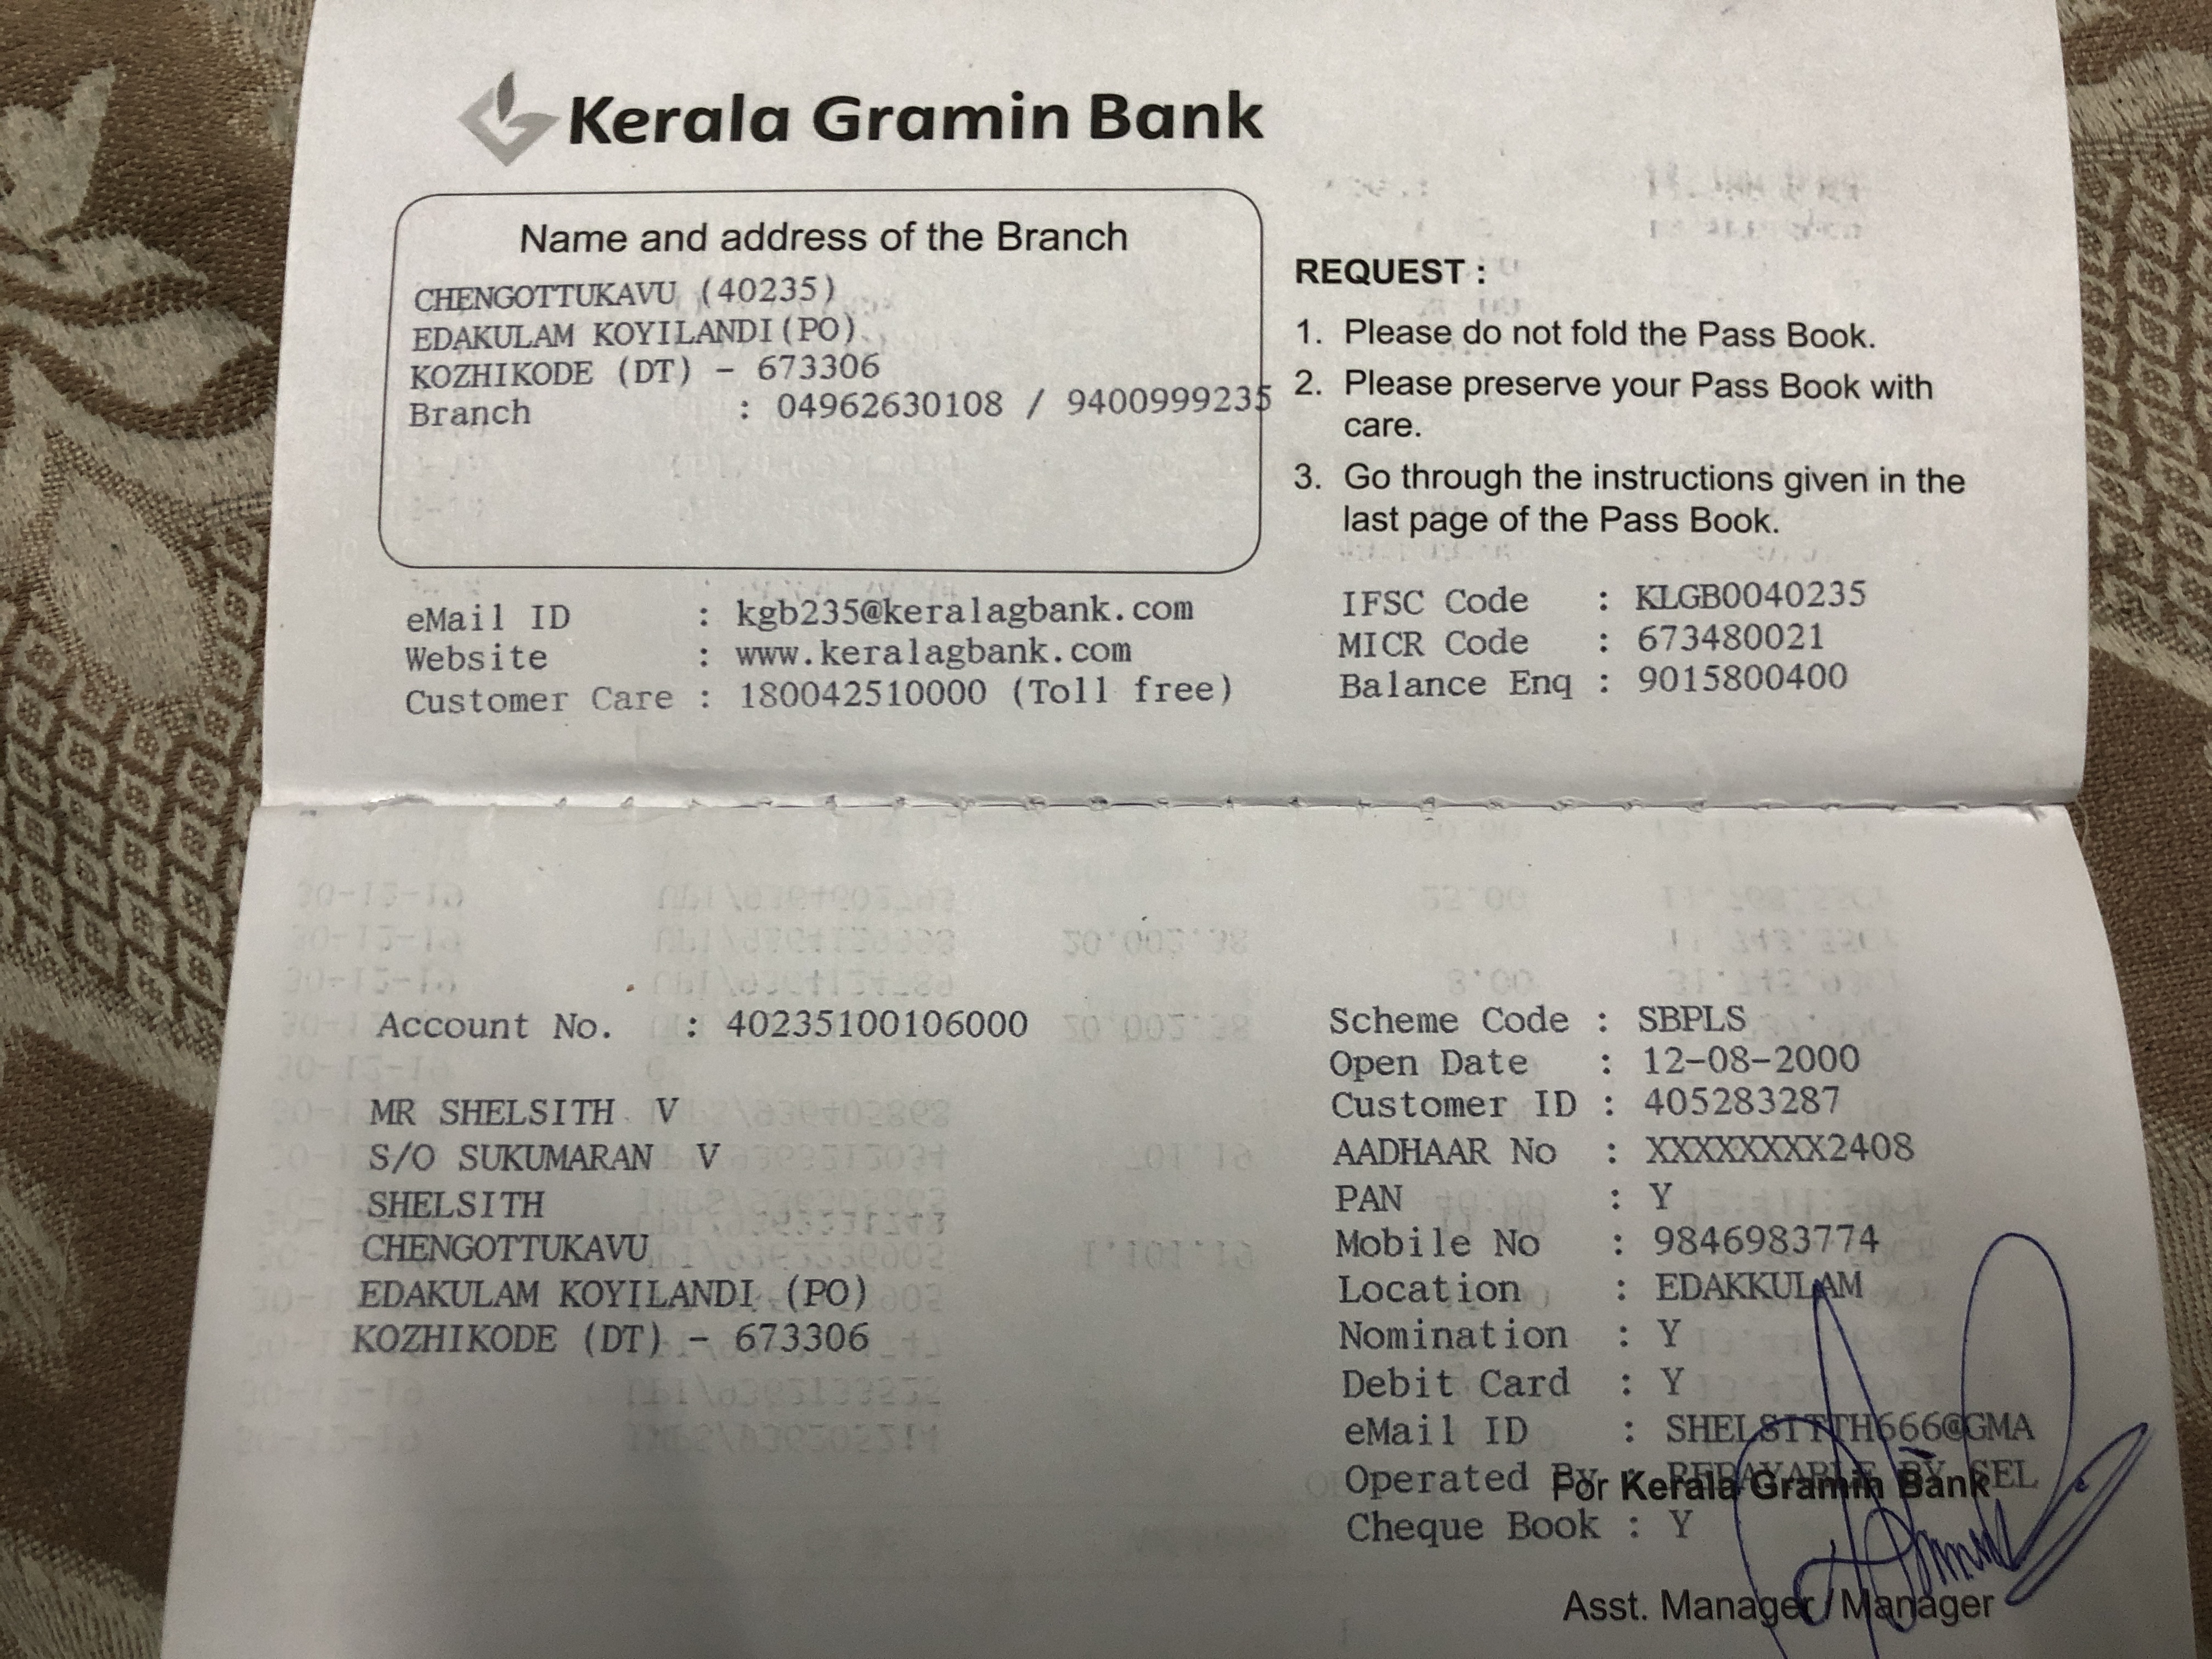 Kerala Gramin Bank
Name and address of the Branch
CHENGOTTUKAVU (40235)
EDAKULAM KOYILANDI(PO)
KOZHIKODE (DT) - 673306
Branch : 04962630108 / 9400999235
REQUEST :
1. Please do not fold the Pass Book.
2. Please preserve your Pass Book with
care.
3. Go through the instructions given in the
last page of the Pass Book.
eMail ID : kgb235@keralagbank.com
Website : www.keralagbank.com
Customer Care : 180042510000 (Toll free)
IFSC Code : KLGB0040235
MICR Code : 673480021
Balance Enq : 9015800400
Account No. : 40235100106000
MR SHELSITH V
S/O SUKUMARAN V
SHELSITH
CHENGOTTUKAVU
EDAKULAM KOYILANDI (PO)
KOZHIKODE (DT) - 673306
Scheme Code : SBPLS
Open Date : 12-08-2000
Customer ID : 405283287
AADHAAR No : XXXXXXXX2408
PAN : Y
Mobile No : 9846983774
Location : EDAKKULAM
Nomination : Y
Debit Card : Y
eMail ID :
Operated By
For Kerala Gramin Bank
Cheque Book : Y
Asst. Manager / Manager